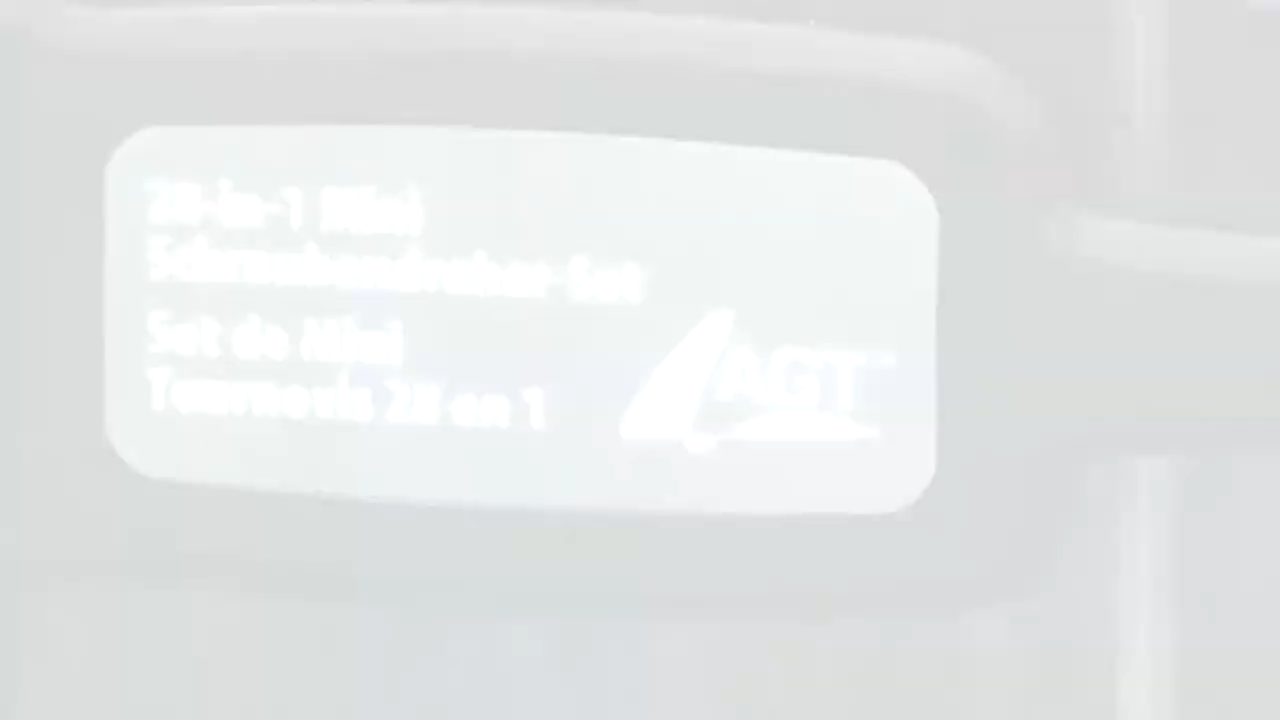 28-in-1 Mini
Schraubendreher-Set
Set de Mini
Tournevis 28 en 1
AGT